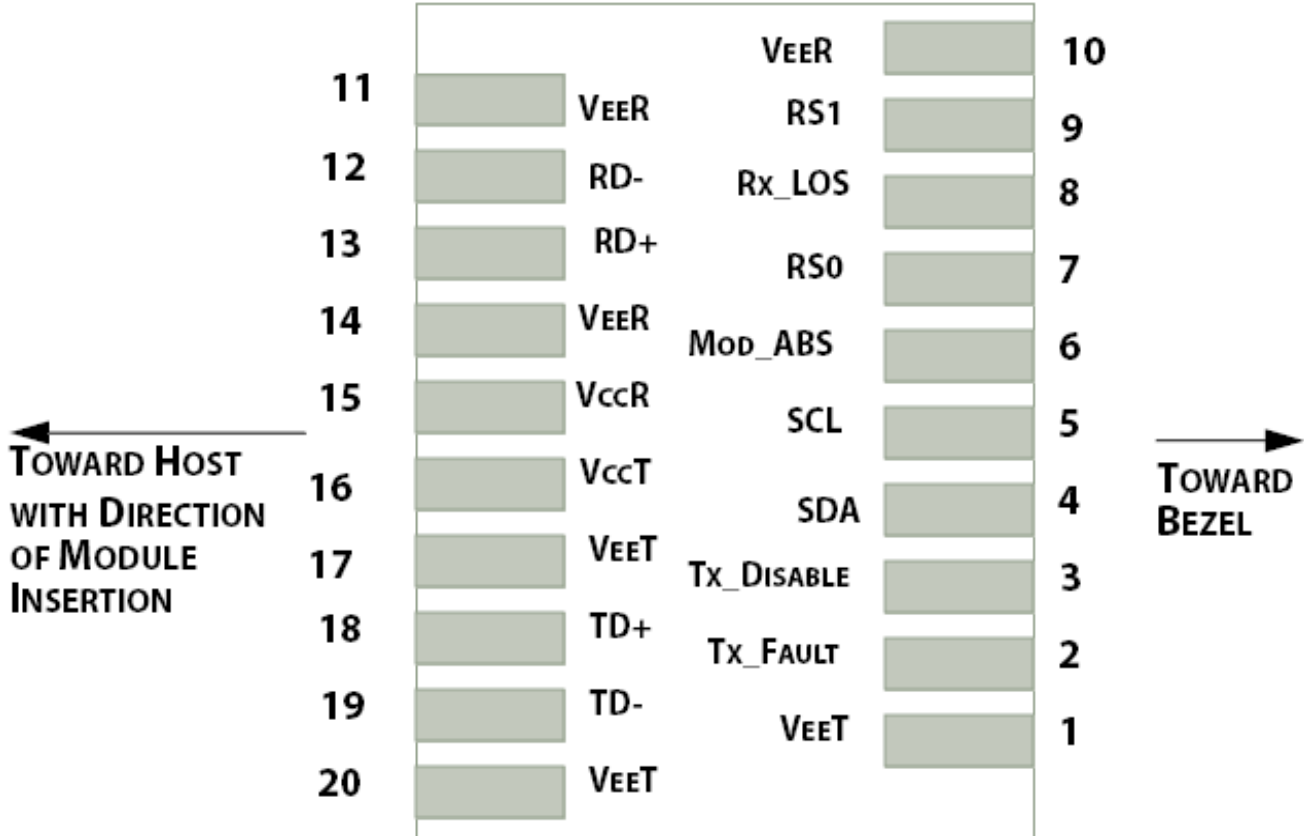 VEER 10
11 VEER
RS1 9
12 RD-
Rx_LOS 8
13 RD+
RS0 7
14 VEER
MOD_ABS 6
15 VCCR
SCL 5
TOWARD HOST
WITH DIRECTION
OF MODULE
INSERTION
TOWARD
BEZEL
16 VCCT
SDA 4
17 VEET
TX_DISABLE 3
18 TD+
TX_FAULT 2
19 TD-
VEET 1
20 VEET